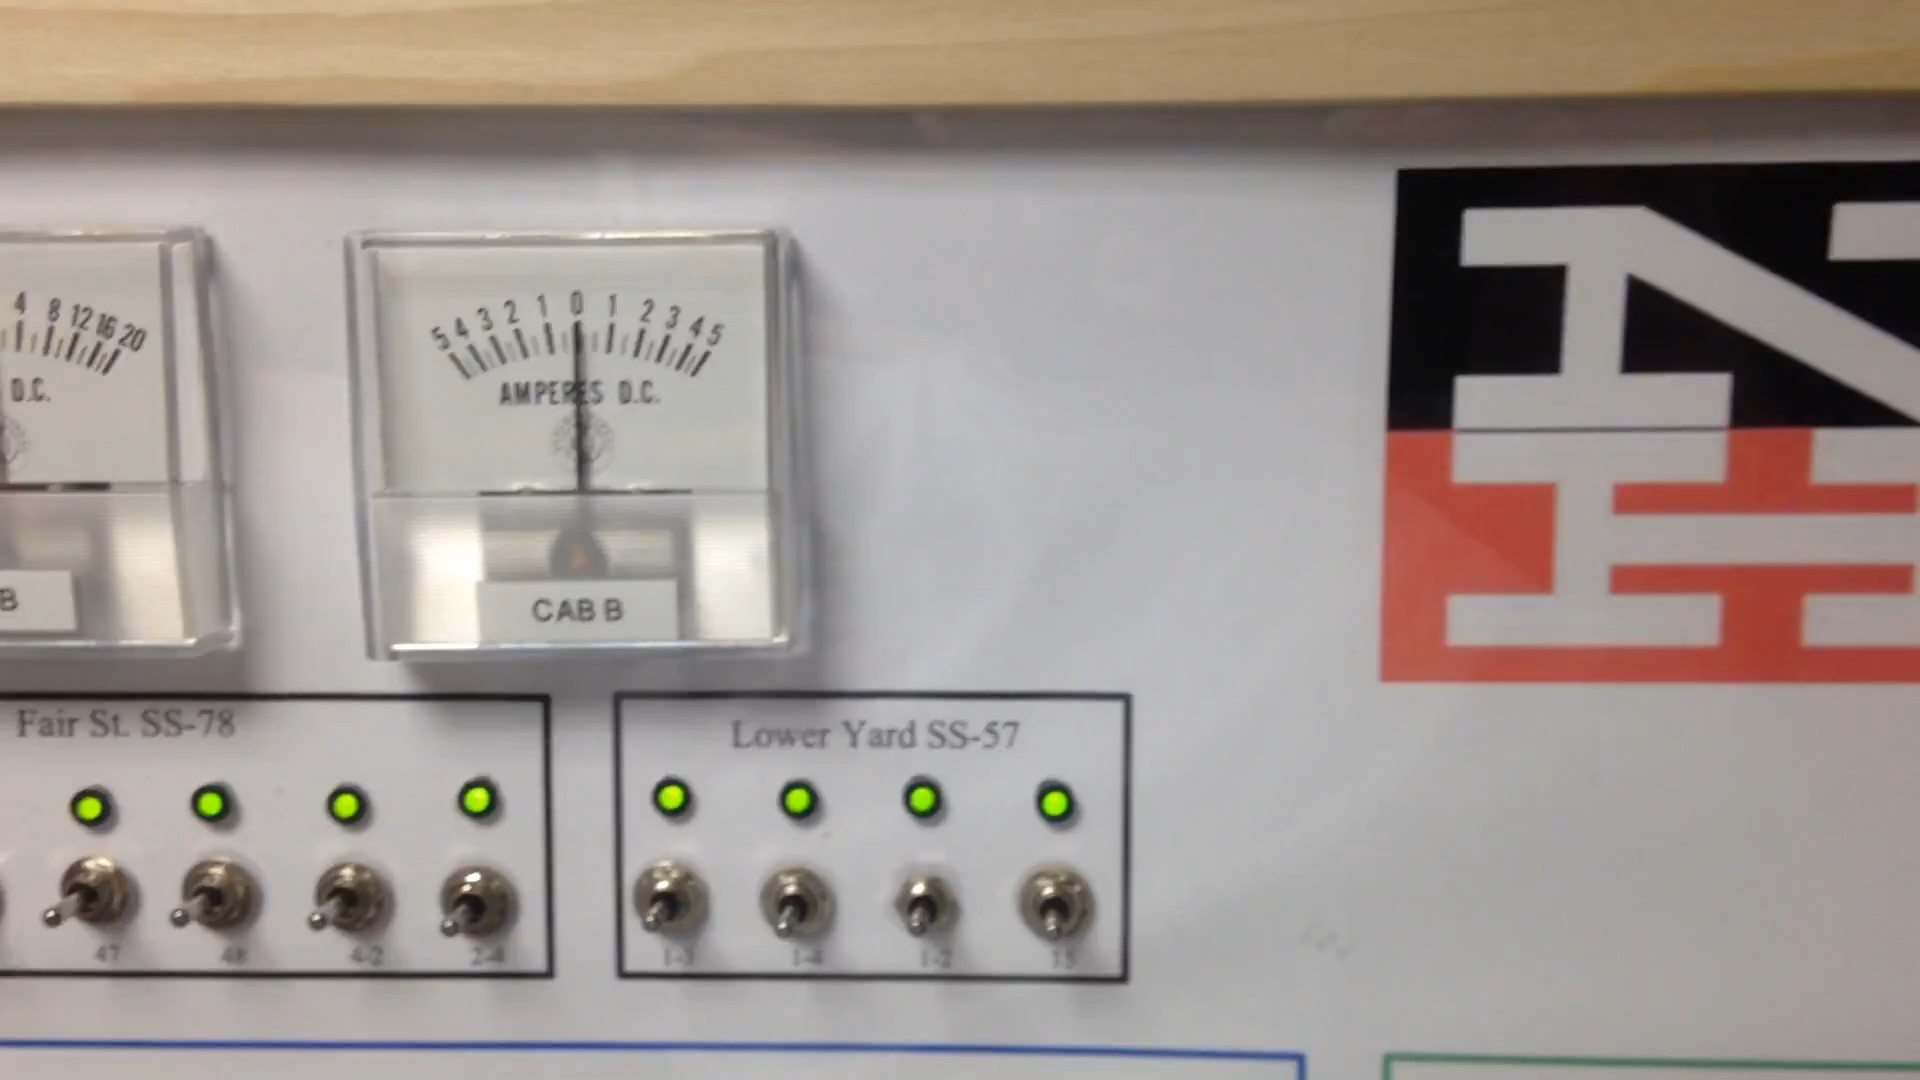 4 8 12 16 20
D.C.
B
5 4 3 2 1 0 1 2 3 4 5
AMPERES D.C.
CAB B
N
H
Fair St. SS-78
47 48 4-2 2-4
Lower Yard SS-57
1-3 1-4 1-2 15